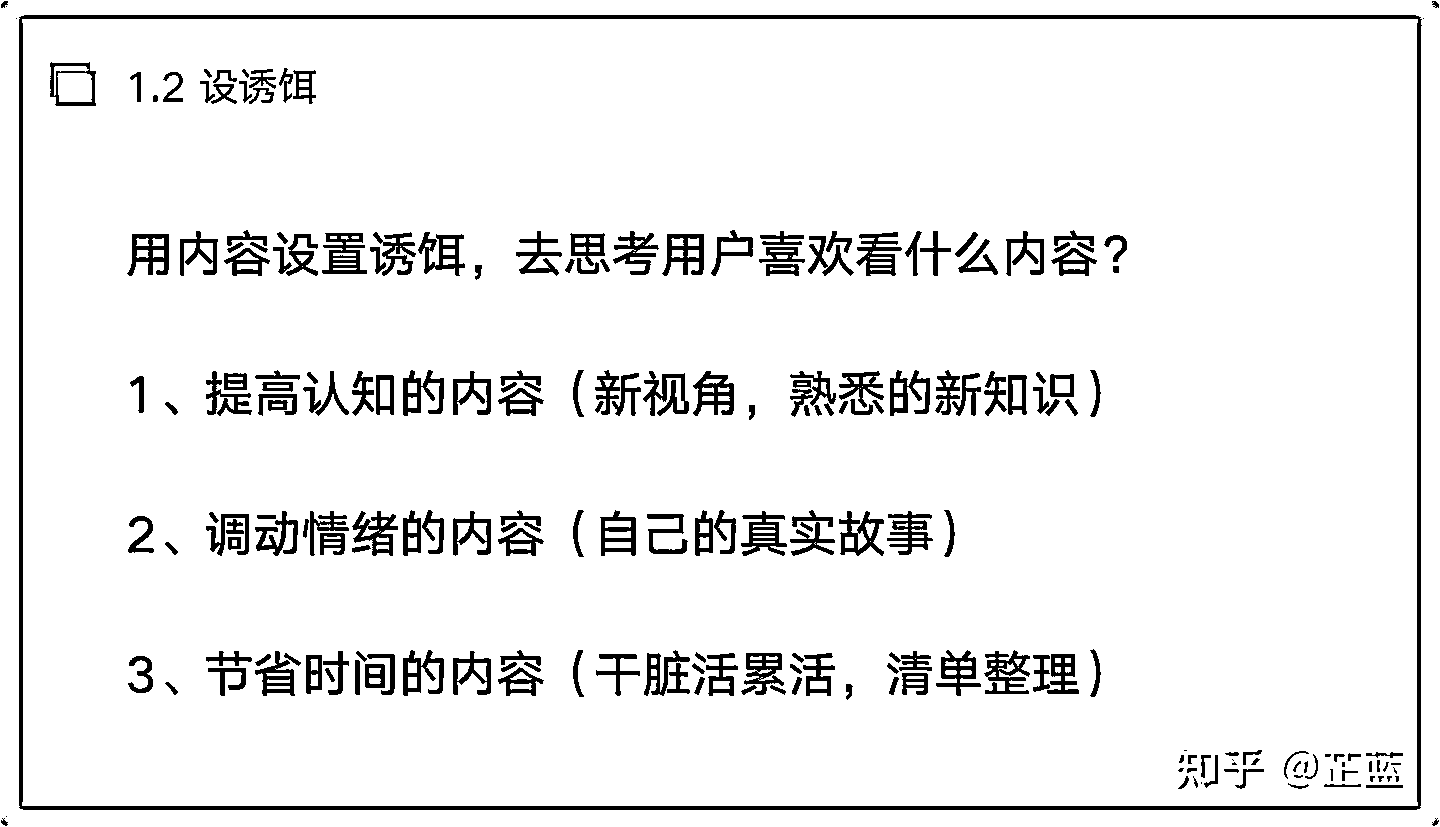 1.2 设诱饵
用内容设置诱饵，去思考用户喜欢看什么内容？
1、提高认知的内容（新视角，熟悉的新知识）
2、调动情绪的内容（自己的真实故事）
3、节省时间的内容（干脏活累活，清单整理）
知乎 @芷蓝